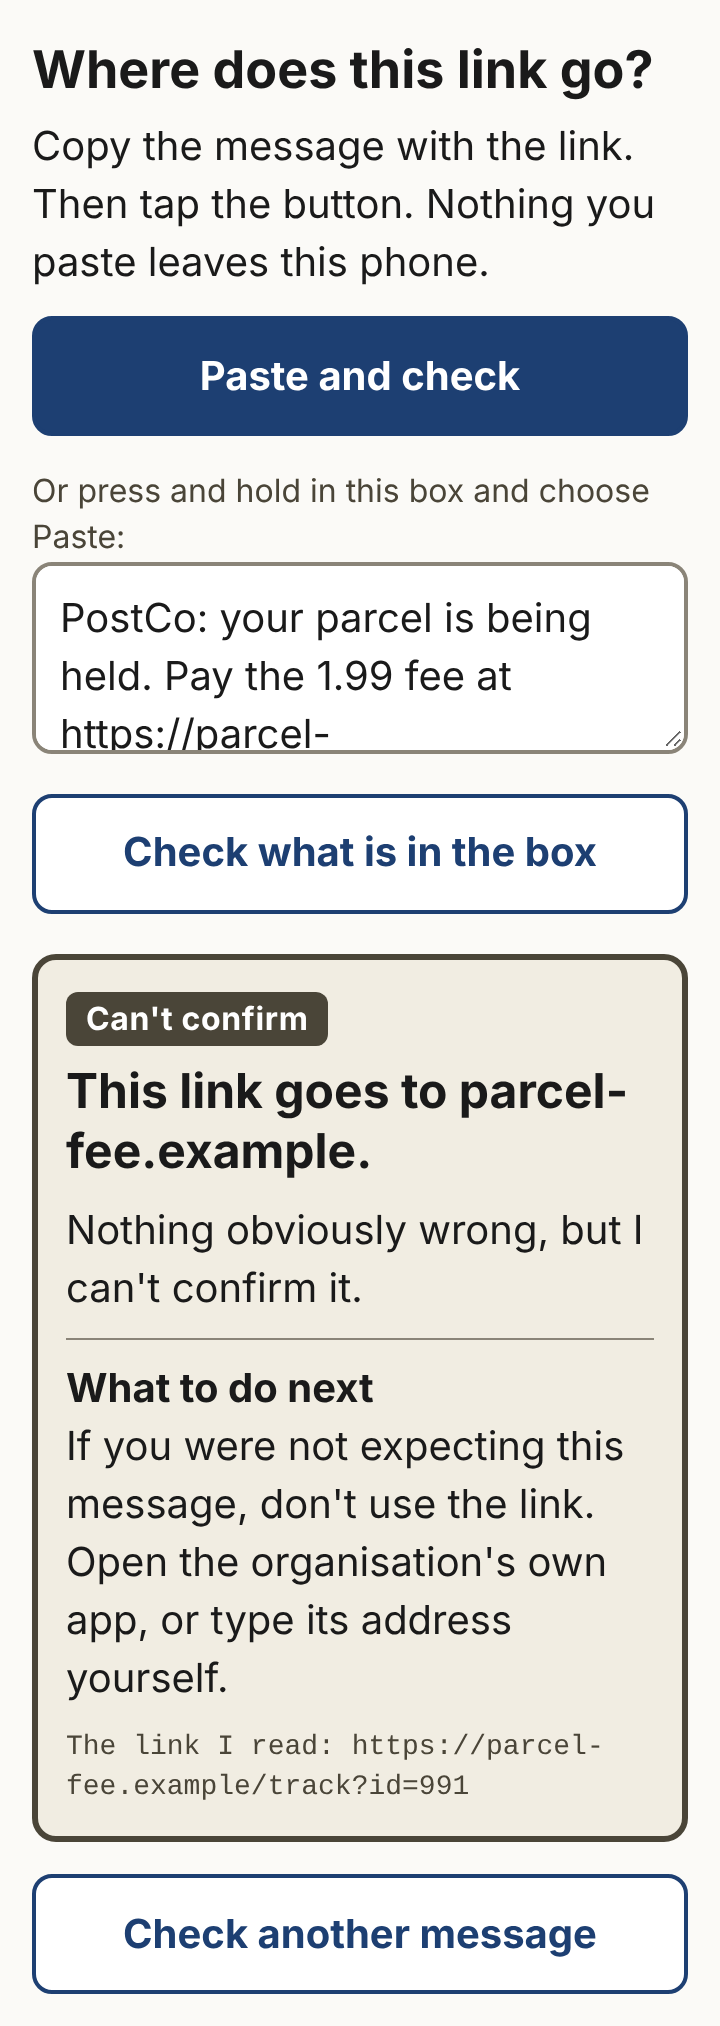 Where does this link go?
Copy the message with the link.
Then tap the button. Nothing you
paste leaves this phone.
Paste and check
Or press and hold in this box and choose
Paste:
PostCo: your parcel is being
held. Pay the 1.99 fee at
https://parcel-
Check what is in the box
Can't confirm
This link goes to parcel-
fee.example.
Nothing obviously wrong, but I
can't confirm it.
What to do next
If you were not expecting this
message, don't use the link.
Open the organisation's own
app, or type its address
yourself.
The link I read: https://parcel-
fee.example/track?id=991
Check another message